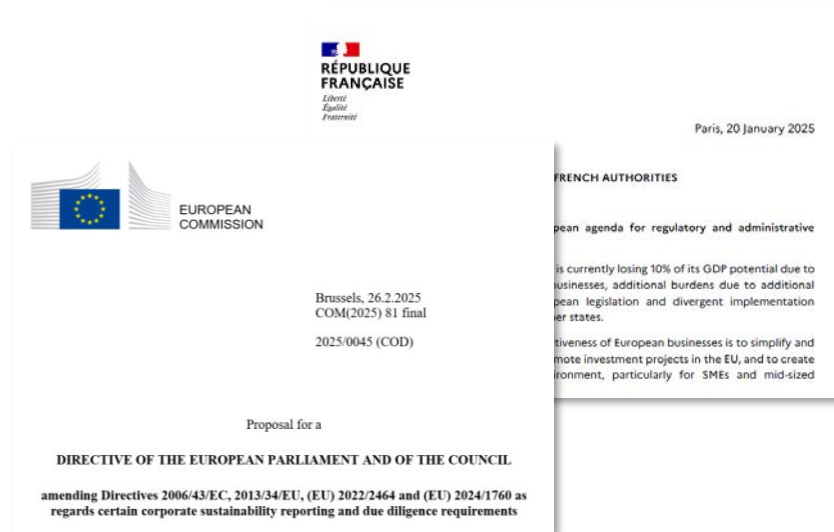 RÉPUBLIQUE
FRANÇAISE
Liberté
Égalité
Fraternité
Paris, 20 January 2025
FRENCH AUTHORITIES
pean agenda for regulatory and administrative
is currently losing 10% of its GDP potential due to
businesses, additional burdens due to additional
pean legislation and divergent implementation
er states.
tiveness of European businesses is to simplify and
mote investment projects in the EU, and to create
ironment, particularly for SMEs and mid-sized
EUROPEAN
COMMISSION
Brussels, 26.2.2025
COM(2025) 81 final
2025/0045 (COD)
Proposal for a
DIRECTIVE OF THE EUROPEAN PARLIAMENT AND OF THE COUNCIL
amending Directives 2006/43/EC, 2013/34/EU, (EU) 2022/2464 and (EU) 2024/1760 as
regards certain corporate sustainability reporting and due diligence requirements